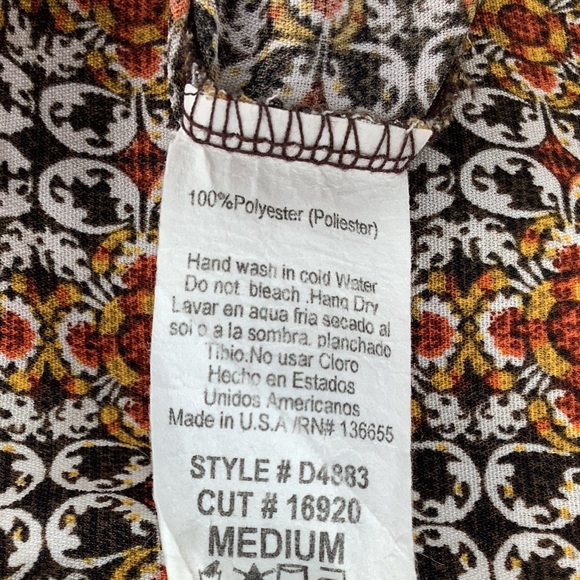 100%Polyester (Poliester)
Hand wash in cold Water
Do not bleach .Hang Dry
Lavar en aqua fria secado al
sol o a la sombra. planchado
Tibio.No usar Cloro
Hecho en Estados
Unidos Americanos
Made in U.S.A /RN# 136655
STYLE # D4383
CUT # 16920
MEDIUM